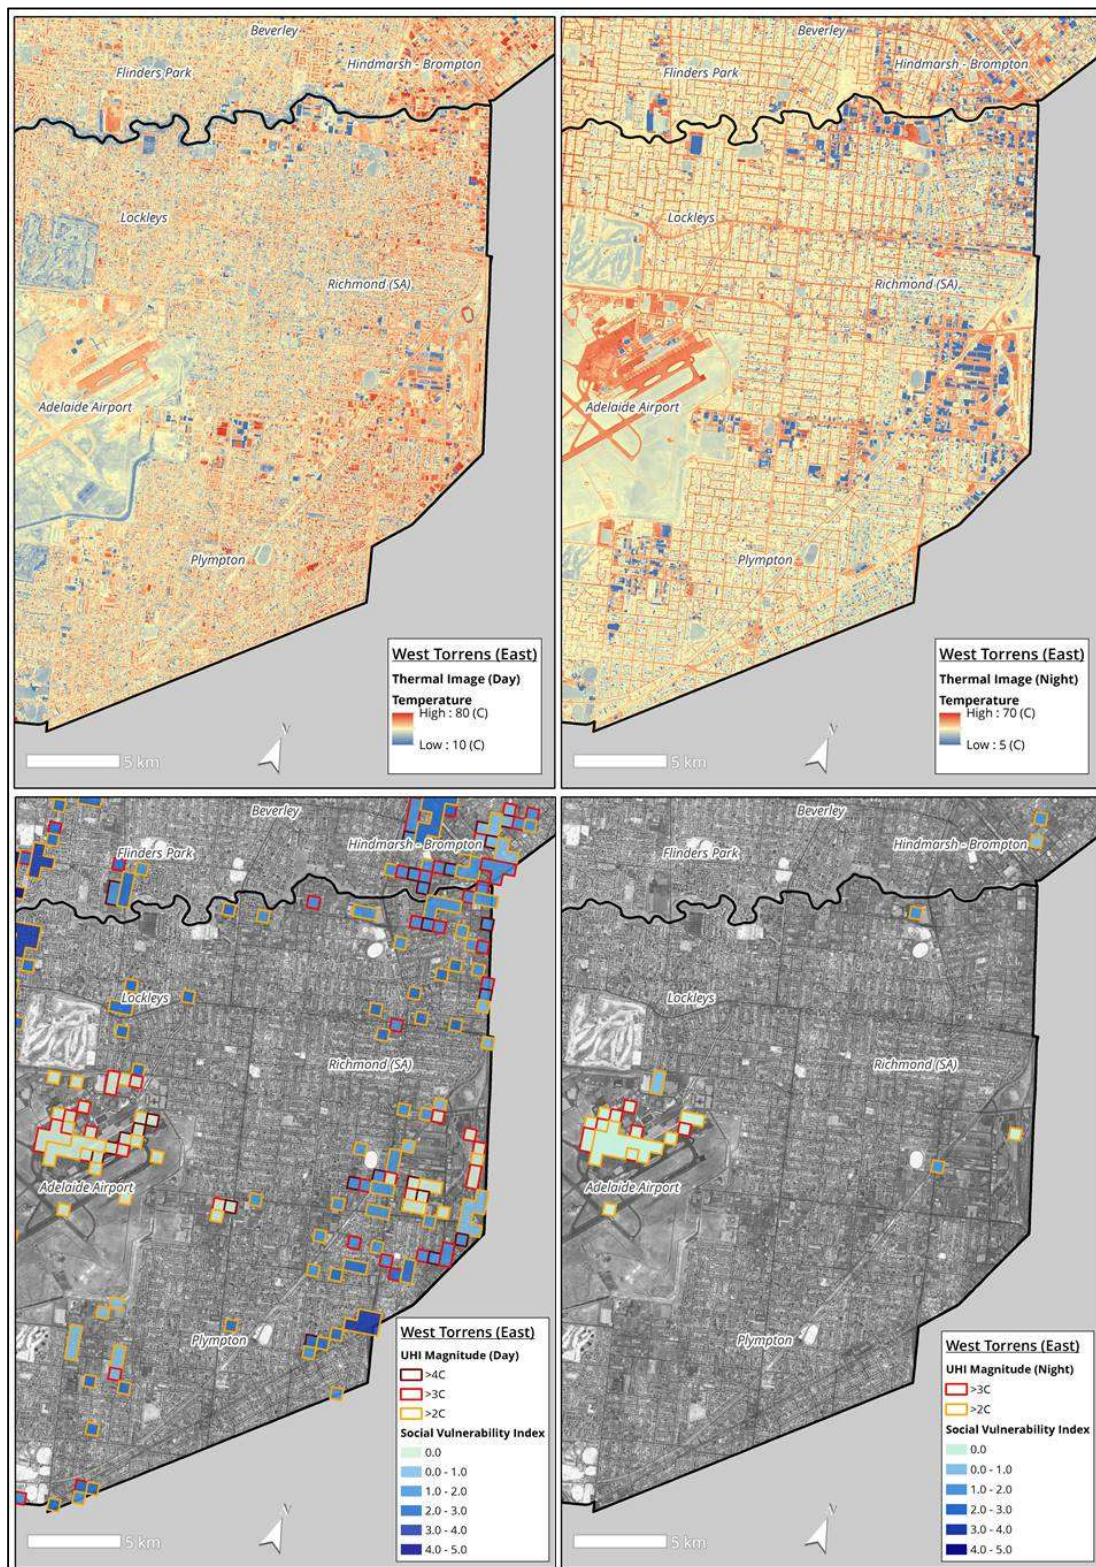 Beverley
Flinders Park
Hindmarsh - Brompton
Lockleys
Richmond (SA)
Adelaide Airport
Plympton
West Torrens (East)
Thermal Image (Day)
Temperature
High : 80 (C)
Low : 10 (C)
5 km
N
Beverley
Flinders Park
Hindmarsh - Brompton
Lockleys
Richmond (SA)
Adelaide Airport
Plympton
West Torrens (East)
Thermal Image (Night)
Temperature
High : 70 (C)
Low : 5 (C)
5 km
N
Beverley
Flinders Park
Hindmarsh - Brompton
Lockleys
Richmond (SA)
Adelaide Airport
Plympton
West Torrens (East)
UHI Magnitude (Day)
>4C
>3C
>2C
Social Vulnerability Index
0.0
0.0 - 1.0
1.0 - 2.0
2.0 - 3.0
3.0 - 4.0
4.0 - 5.0
5 km
N
Beverley
Flinders Park
Hindmarsh - Brompton
Lockleys
Richmond (SA)
Adelaide Airport
Plympton
West Torrens (East)
UHI Magnitude (Night)
>3C
>2C
Social Vulnerability Index
0.0
0.0 - 1.0
1.0 - 2.0
2.0 - 3.0
3.0 - 4.0
4.0 - 5.0
5 km
N